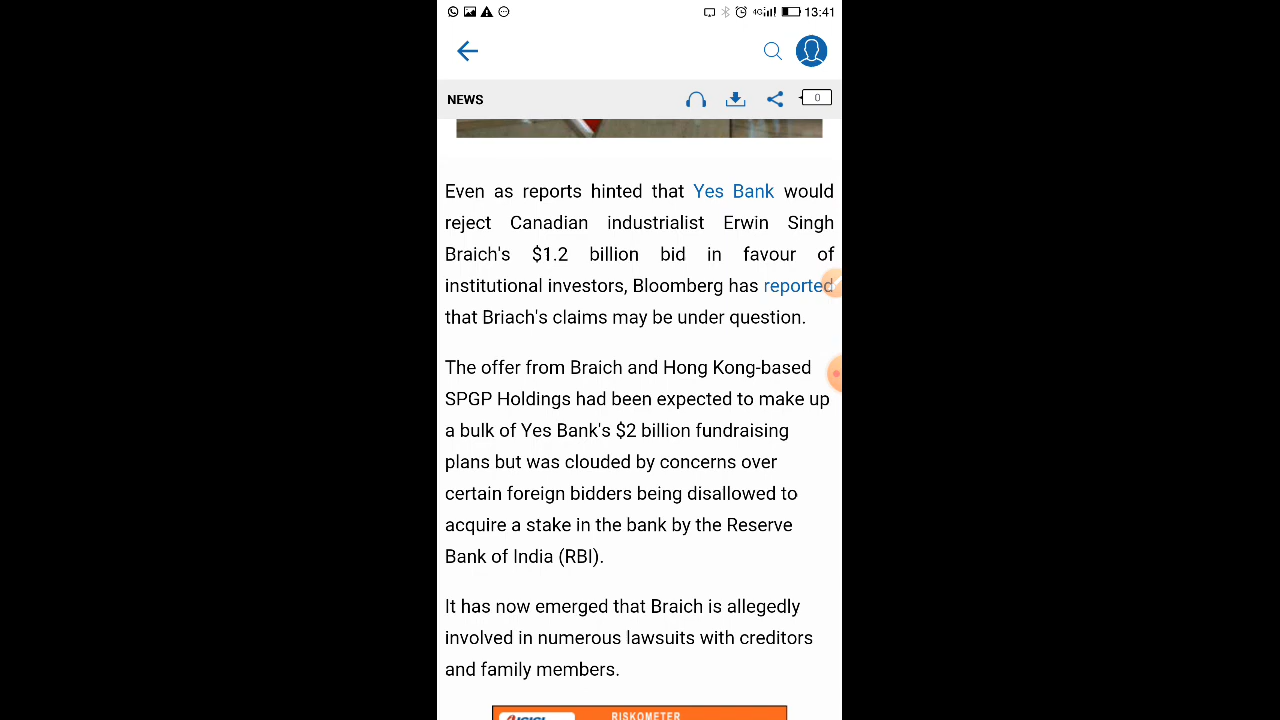 4G 13:41
NEWS
0
Even as reports hinted that Yes Bank would
reject Canadian industrialist Erwin Singh
Braich's $1.2 billion bid in favour of
institutional investors, Bloomberg has reported
that Briach's claims may be under question.
The offer from Braich and Hong Kong-based
SPGP Holdings had been expected to make up
a bulk of Yes Bank's $2 billion fundraising
plans but was clouded by concerns over
certain foreign bidders being disallowed to
acquire a stake in the bank by the Reserve
Bank of India (RBI).
It has now emerged that Braich is allegedly
involved in numerous lawsuits with creditors
and family members.
RISKOMETER